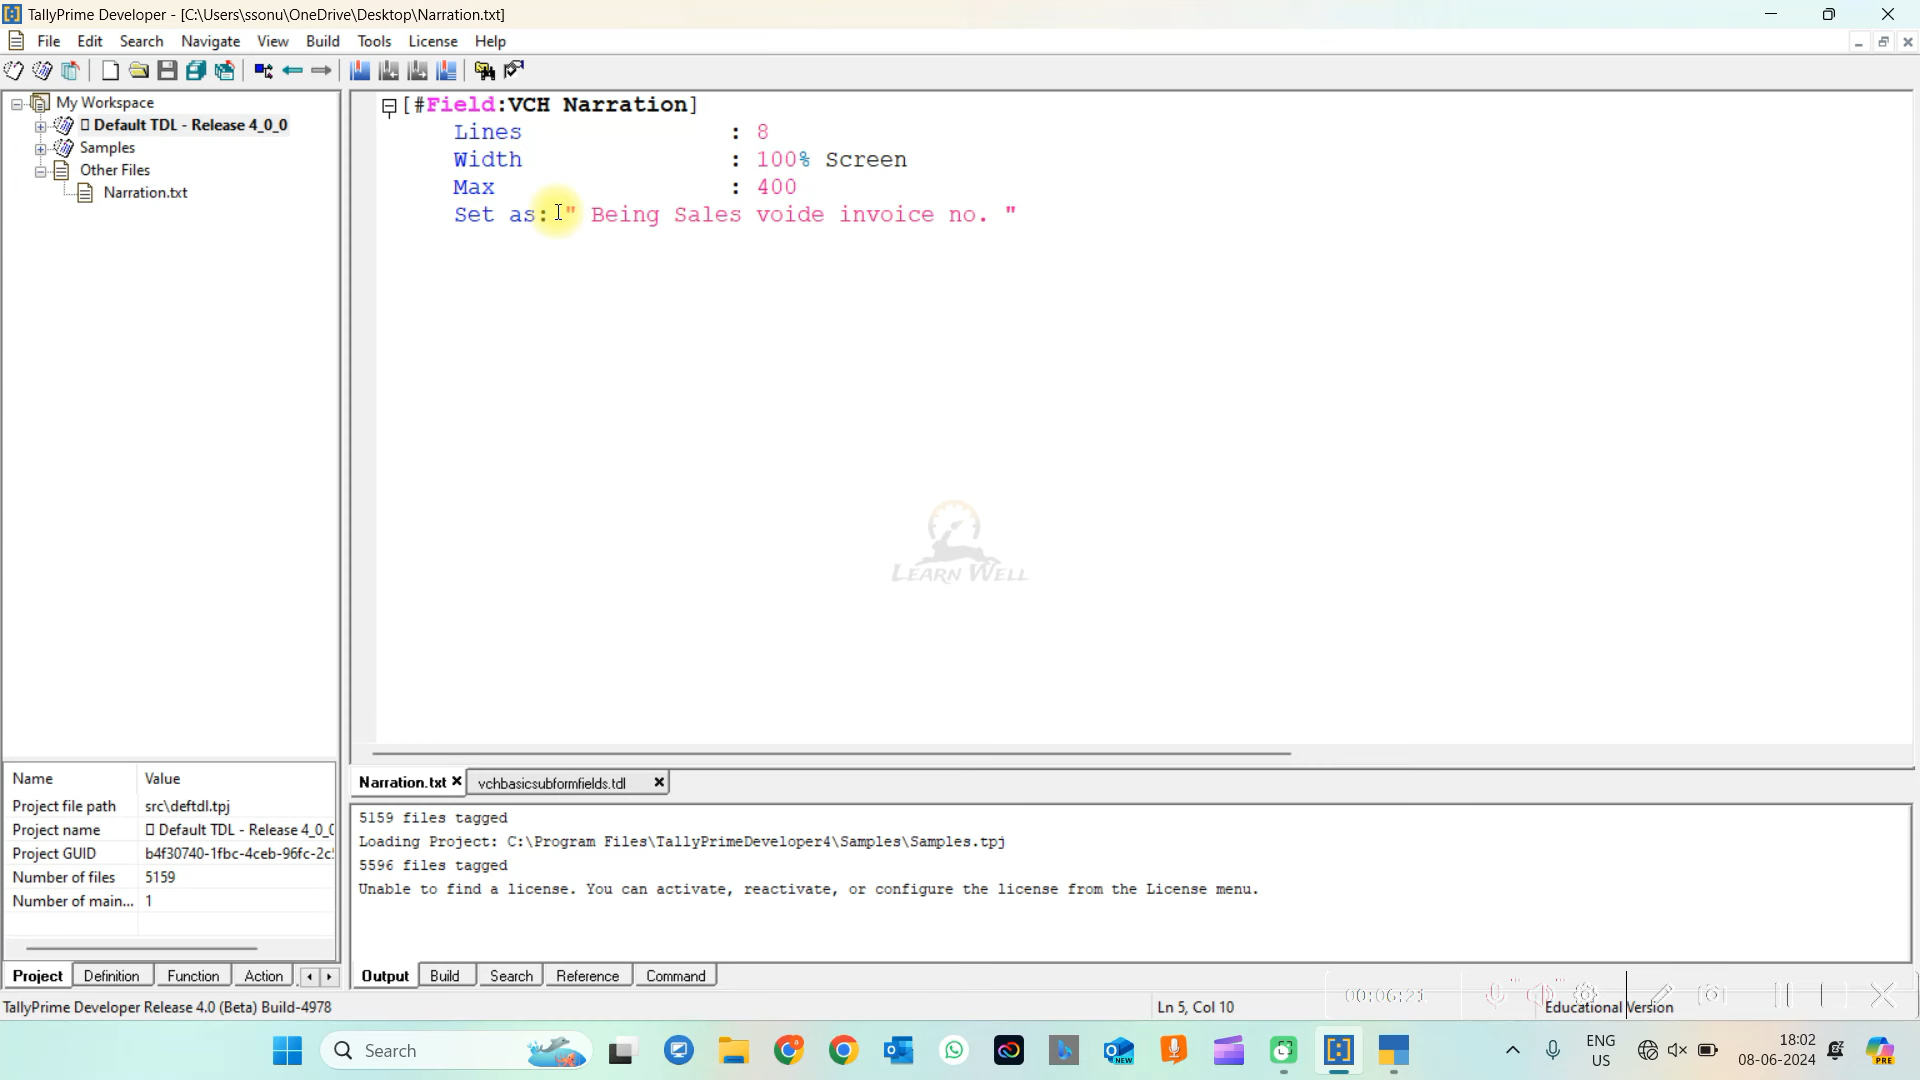 TallyPrime Developer - [C:\Users\ssonu\OneDrive\Desktop\Narration.txt]
File Edit Search Navigate View Build Tools License Help
My Workspace
Default TDL - Release 4_0_0
Samples
Other Files
Narration.txt
[#Field:VCH Narration]
Lines : 8
Width : 100% Screen
Max : 400
Set as: " Being Sales voide invoice no. "
LEARN WELL
Name Value
Project file path src\deftdl.tpj
Project name Default TDL - Release 4_0_0
Project GUID b4f30740-1fbc-4ceb-96fc-2c
Number of files 5159
Number of main... 1
Project Definition Function Action
Narration.txt vchbasicsubformfields.tdl
5159 files tagged
Loading Project: C:\Program Files\TallyPrimeDeveloper4\Samples\Samples.tpj
5596 files tagged
Unable to find a license. You can activate, reactivate, or configure the license from the License menu.
Output Build Search Reference Command
00:06:21
TallyPrime Developer Release 4.0 (Beta) Build-4978 Ln 5, Col 10 Educational Version
Search
NEW
ENG
US
18:02
08-06-2024
PRE